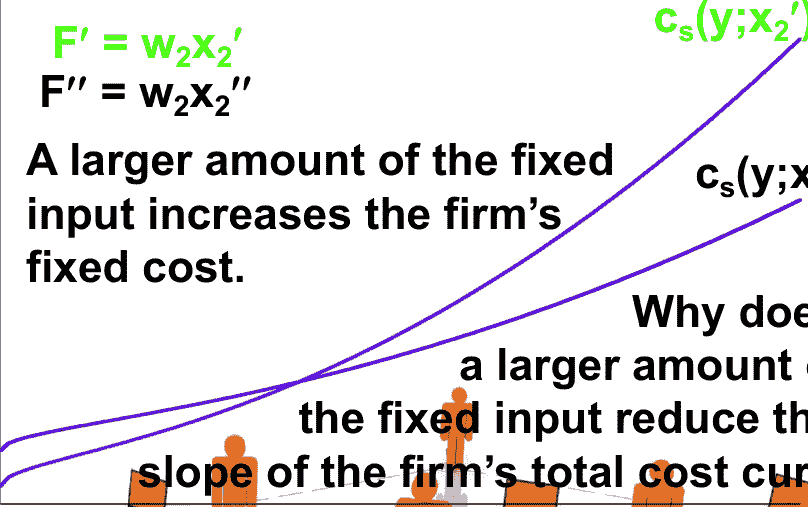 cₛ(y;x₂′)
F′ = w₂x₂′
F″ = w₂x₂″
A larger amount of the fixed
input increases the firm’s
fixed cost.
cₛ(y;x
Why doe
a larger amount
the fixed input reduce th
slope of the firm’s total cost cur